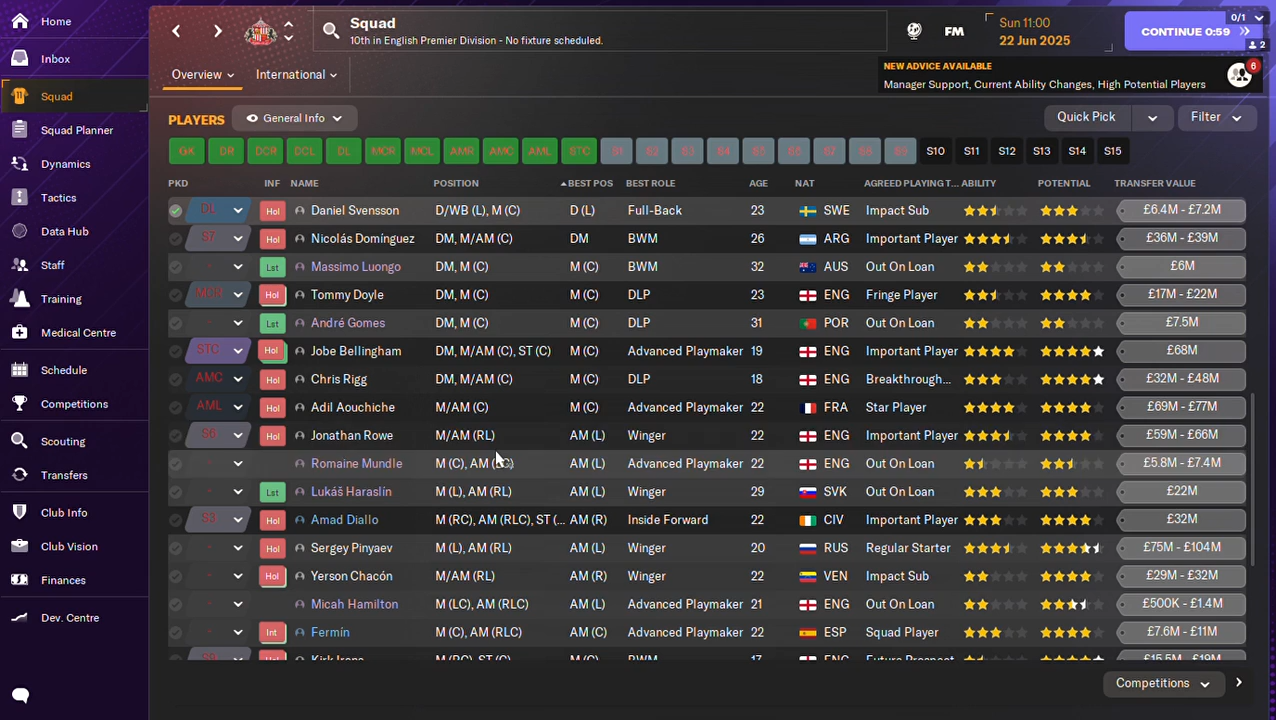 Home
Inbox
Squad
Squad Planner
Dynamics
Tactics
Data Hub
Staff
Training
Medical Centre
Schedule
Competitions
Scouting
Transfers
Club Info
Club Vision
Finances
Dev. Centre
Squad
10th in English Premier Division - No fixture scheduled.
FM
Sun 11:00
22 Jun 2025
CONTINUE 0:59
0/1
2
Overview International
NEW ADVICE AVAILABLE
Manager Support, Current Ability Changes, High Potential Players
6
PLAYERS General Info Quick Pick Filter
GK DR DCR DCL DL MCR MCL AMR AMC AML STC S1 S2 S3 S4 S5 S6 S7 S8 S9 S10 S11 S12 S13 S14 S15
PKD INF NAME POSITION BEST POS BEST ROLE AGE NAT AGREED PLAYING T... ABILITY POTENTIAL TRANSFER VALUE
DL Hol Daniel Svensson D/WB (L), M (C) D (L) Full-Back 23 SWE Impact Sub £6.4M - £7.2M
S7 Hol Nicolás Domínguez DM, M/AM (C) DM BWM 26 ARG Important Player £36M - £39M
- Lst Massimo Luongo DM, M (C) M (C) BWM 32 AUS Out On Loan £6M
MCR Hol Tommy Doyle DM, M (C) M (C) DLP 23 ENG Fringe Player £17M - £22M
- Lst André Gomes DM, M (C) M (C) DLP 31 POR Out On Loan £7.5M
STC Hol Jobe Bellingham DM, M/AM (C), ST (C) M (C) Advanced Playmaker 19 ENG Important Player £68M
AMC Hol Chris Rigg DM, M/AM (C) M (C) DLP 18 ENG Breakthrough... £32M - £48M
AML Hol Adil Aouchiche M/AM (C) M (C) Advanced Playmaker 22 FRA Star Player £69M - £77M
S6 Hol Jonathan Rowe M/AM (RL) AM (L) Winger 22 ENG Important Player £59M - £66M
- Romaine Mundle M (C), AM AM (L) Advanced Playmaker 22 ENG Out On Loan £5.8M - £7.4M
- Lst Lukáš Haraslín M (L), AM (RL) AM (L) Winger 29 SVK Out On Loan £22M
S3 Hol Amad Diallo M (RC), AM (RLC), ST (... AM (R) Inside Forward 22 CIV Important Player £32M
- Hol Sergey Pinyaev M (L), AM (RL) AM (L) Winger 20 RUS Regular Starter £75M - £104M
- Hol Yerson Chacón M/AM (RL) AM (R) Winger 22 VEN Impact Sub £29M - £32M
- Micah Hamilton M (LC), AM (RLC) AM (L) Advanced Playmaker 21 ENG Out On Loan £500K - £1.4M
- Int Fermín M (C), AM (RLC) AM (C) Advanced Playmaker 22 ESP Squad Player £7.6M - £11M
S9 Hol M (RC), ST (C) M (C) BWM 17 ENG Future Prospect £15.5M - £19M
Competitions